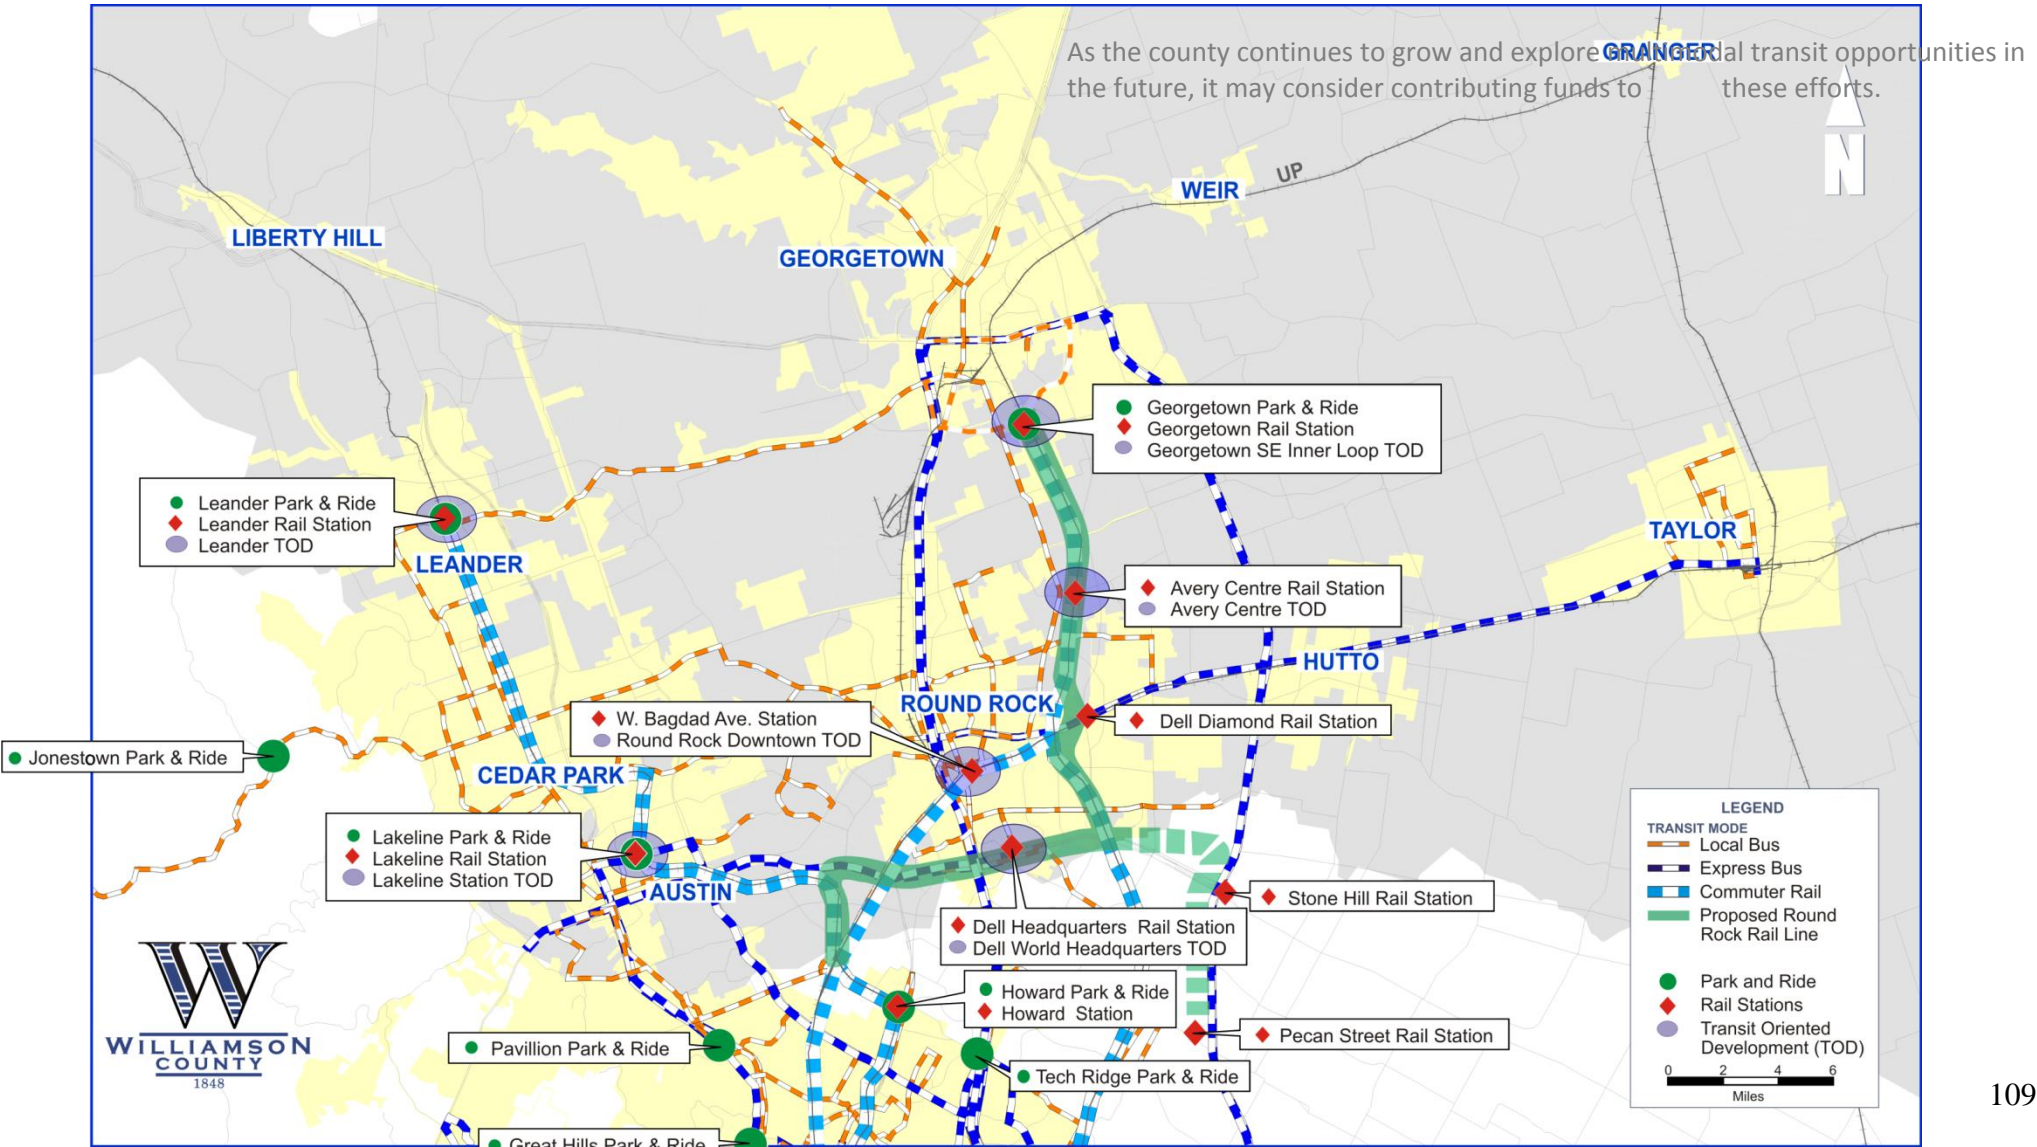 As the county continues to grow and explore multimodal transit opportunities in
the future, it may consider contributing funds to these efforts.
GRANGER
N
UP
WEIR
LIBERTY HILL
GEORGETOWN
Georgetown Park & Ride
Georgetown Rail Station
Georgetown SE Inner Loop TOD
Leander Park & Ride
Leander Rail Station
Leander TOD
LEANDER
TAYLOR
Avery Centre Rail Station
Avery Centre TOD
HUTTO
ROUND ROCK
W. Bagdad Ave. Station
Round Rock Downtown TOD
Dell Diamond Rail Station
Jonestown Park & Ride
CEDAR PARK
Lakeline Park & Ride
Lakeline Rail Station
Lakeline Station TOD
AUSTIN
Stone Hill Rail Station
Dell Headquarters Rail Station
Dell World Headquarters TOD
Howard Park & Ride
Howard Station
Pavillion Park & Ride
Pecan Street Rail Station
Tech Ridge Park & Ride
Great Hills Park & Ride
W
WILLIAMSON
COUNTY
1848
LEGEND
TRANSIT MODE
Local Bus
Express Bus
Commuter Rail
Proposed Round
Rock Rail Line
Park and Ride
Rail Stations
Transit Oriented
Development (TOD)
0 2 4 6
Miles
109